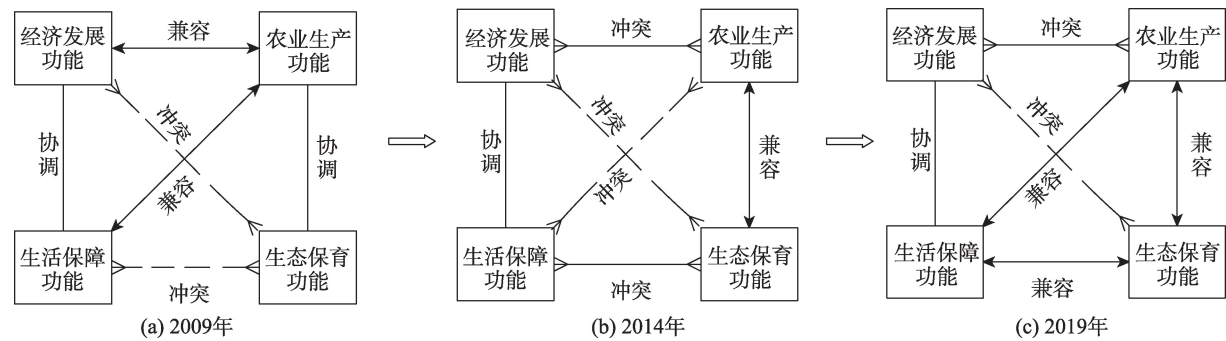 经济发展
功能
兼容
农业生产
功能
协
调
冲突
兼容
协
调
生活保障
功能
冲突
生态保育
功能
(a) 2009年
经济发展
功能
冲突
农业生产
功能
协
调
冲突
冲突
兼
容
生活保障
功能
冲突
生态保育
功能
(b) 2014年
经济发展
功能
冲突
农业生产
功能
协
调
冲突
兼容
兼
容
生活保障
功能
兼容
生态保育
功能
(c) 2019年